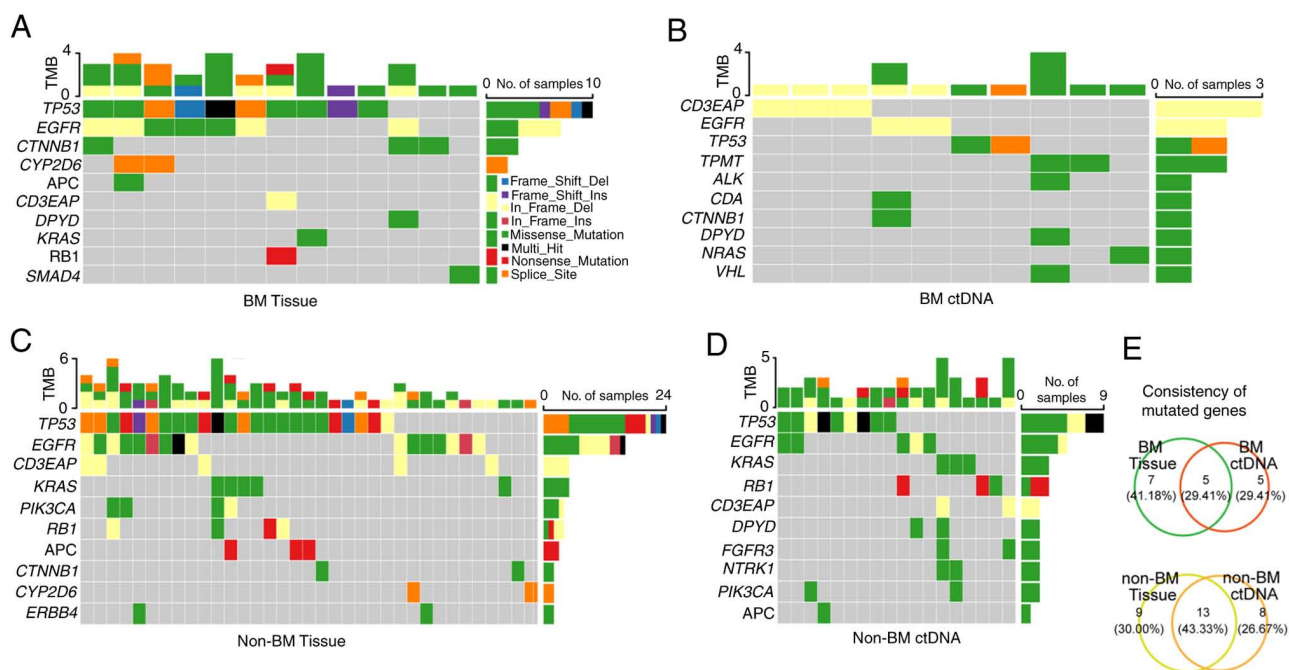 A
4
TMB
0
0 No. of samples 10
TP53
EGFR
CTNNB1
CYP2D6
APC
CD3EAP
DPYD
KRAS
RB1
SMAD4
Frame_Shift_Del
Frame_Shift_Ins
In_Frame_Del
In_Frame_Ins
Missense_Mutation
Multi_Hit
Nonsense_Mutation
Splice_Site
BM Tissue
B
4
TMB
0
0 No. of samples 3
CD3EAP
EGFR
TP53
TPMT
ALK
CDA
CTNNB1
DPYD
NRAS
VHL
BM ctDNA
C
6
TMB
0
0 No. of samples 24
TP53
EGFR
CD3EAP
KRAS
PIK3CA
RB1
APC
CTNNB1
CYP2D6
ERBB4
Non-BM Tissue
D
5
TMB
0
No. of
0 samples 9
TP53
EGFR
KRAS
RB1
CD3EAP
DPYD
FGFR3
NTRK1
PIK3CA
APC
Non-BM ctDNA
E
Consistency of
mutated genes
BM BM
Tissue ctDNA
7 5 5
(41.18%) (29.41%) (29.41%)
non-BM non-BM
Tissue ctDNA
9 13 8
(30.00%) (43.33%) (26.67%)